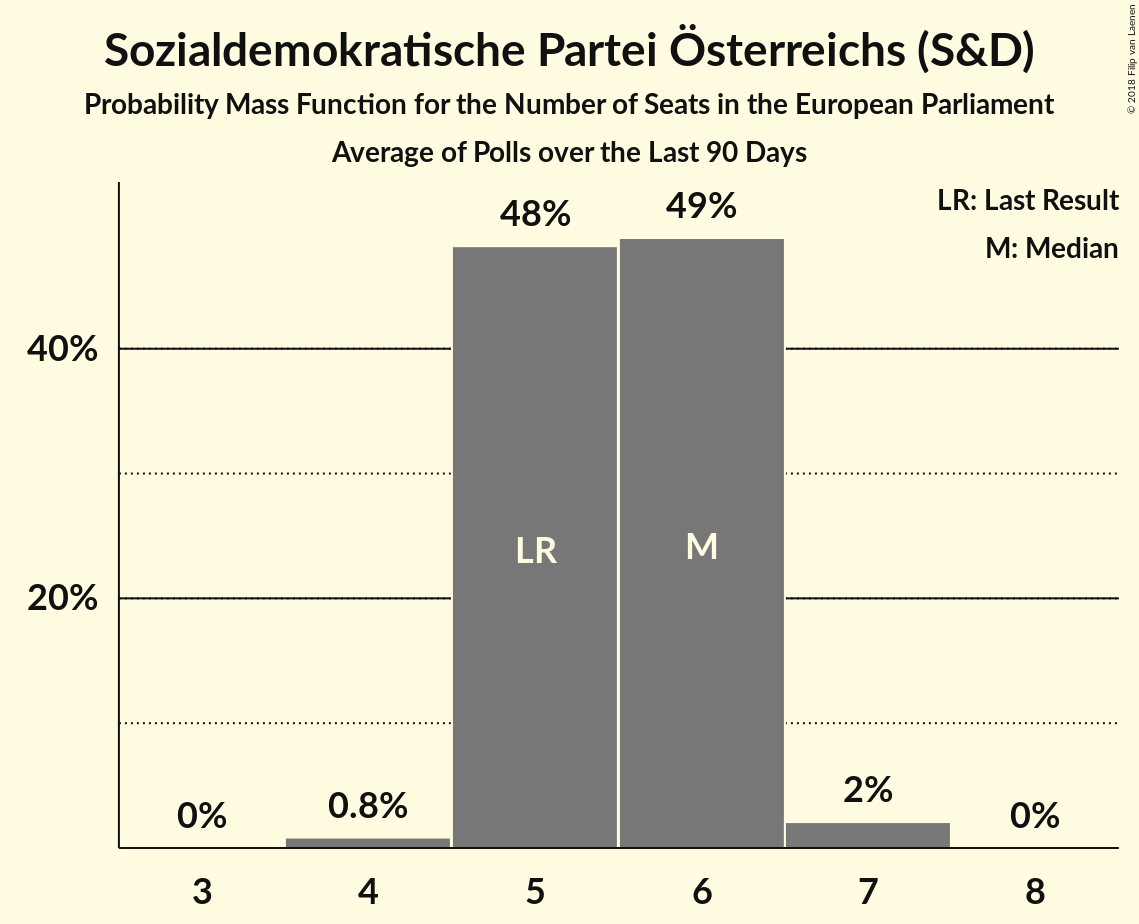 Sozialdemokratische Partei Österreichs (S&D)
Probability Mass Function for the Number of Seats in the European Parliament
Average of Polls over the Last 90 Days
© 2018 Filip van Laenen
LR: Last Result
M: Median
48%
49%
40%
LR
M
20%
0%
0.8%
2%
0%
3 4 5 6 7 8